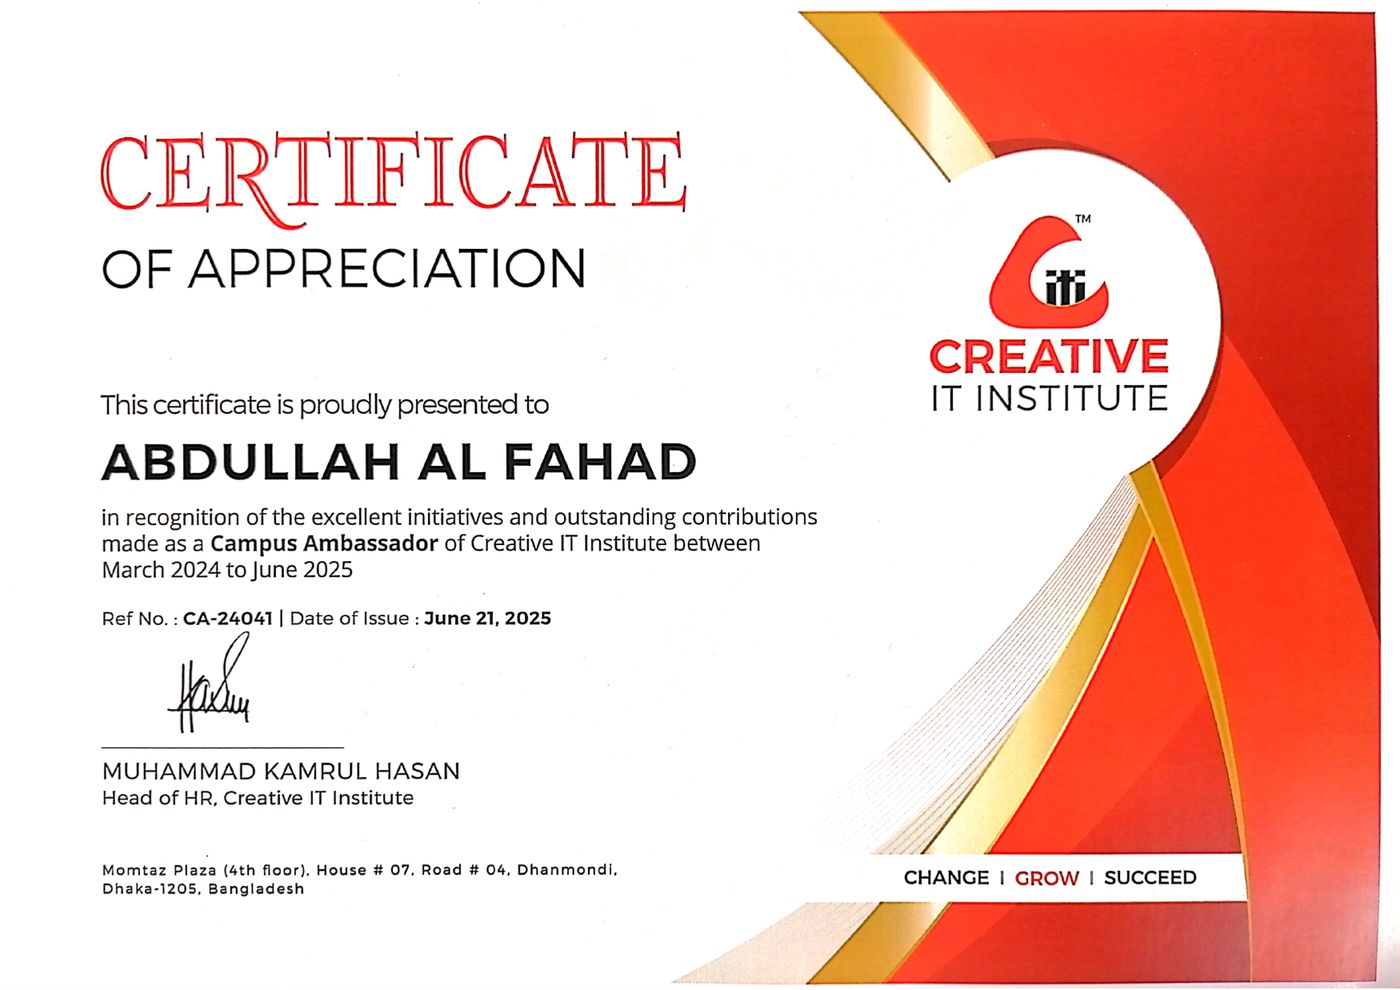 CERTIFICATE
OF APPRECIATION
This certificate is proudly presented to
ABDULLAH AL FAHAD
in recognition of the excellent initiatives and outstanding contributions
made as a Campus Ambassador of Creative IT Institute between
March 2024 to June 2025
Ref No. : CA-24041 | Date of Issue : June 21, 2025
Hasan
MUHAMMAD KAMRUL HASAN
Head of HR, Creative IT Institute
Momtaz Plaza (4th floor), House # 07, Road # 04, Dhanmondi,
Dhaka-1205, Bangladesh
TM
iti
CREATIVE
IT INSTITUTE
CHANGE | GROW | SUCCEED